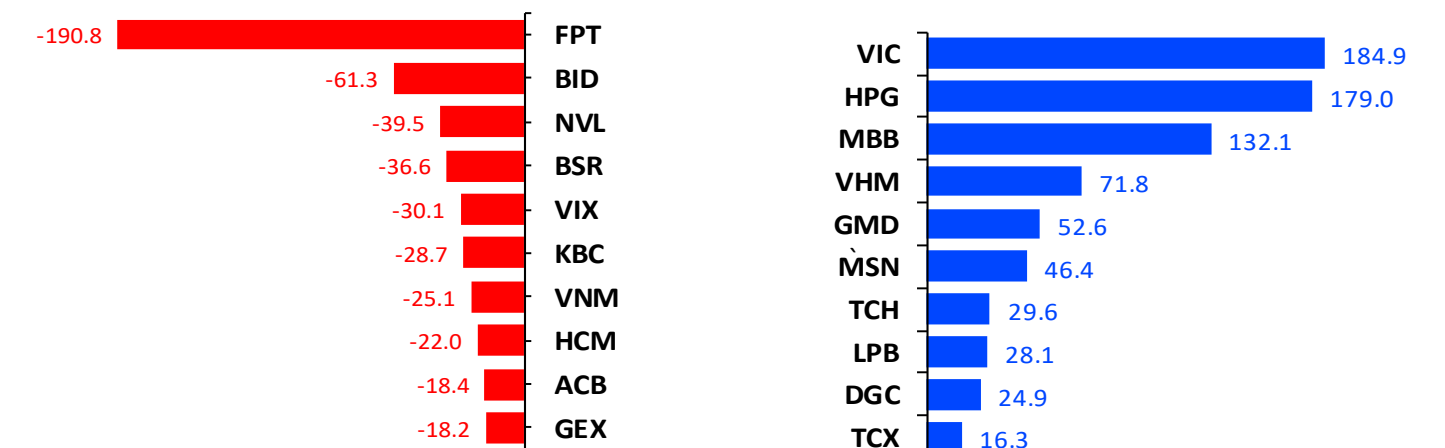 -190.8 FPT
-61.3 BID
-39.5 NVL
-36.6 BSR
-30.1 VIX
-28.7 KBC
-25.1 VNM
-22.0 HCM
-18.4 ACB
-18.2 GEX
VIC 184.9
HPG 179.0
MBB 132.1
VHM 71.8
GMD 52.6
M̀SN 46.4
TCH 29.6
LPB 28.1
DGC 24.9
TCX 16.3